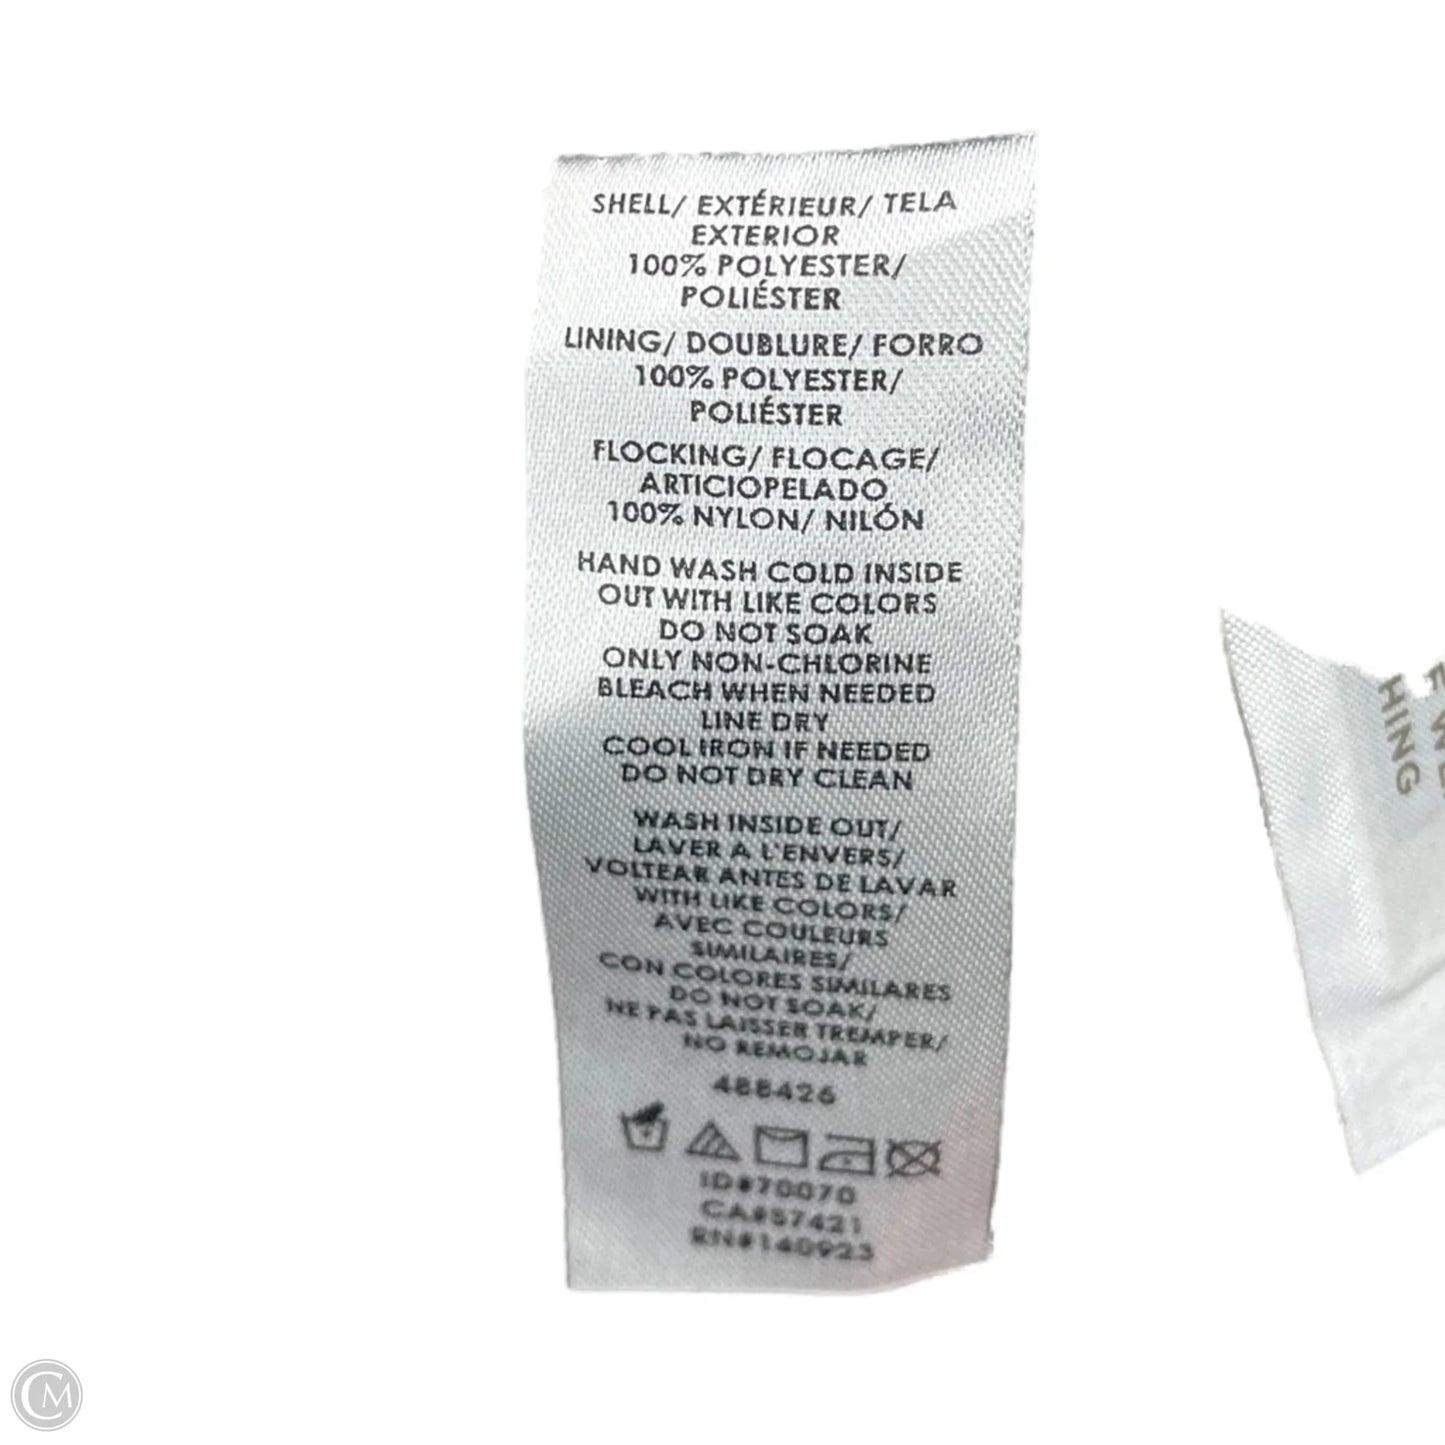 SHELL/ EXTÉRIEUR/ TELA
EXTERIOR
100% POLYESTER/
POLIÉSTER
LINING/ DOUBLURE/ FORRO
100% POLYESTER/
POLIÉSTER
FLOCKING/ FLOCAGE/
ARTICIOPELADO
100% NYLON/ NILÓN
HAND WASH COLD INSIDE
OUT WITH LIKE COLORS
DO NOT SOAK
ONLY NON-CHLORINE
BLEACH WHEN NEEDED
LINE DRY
COOL IRON IF NEEDED
DO NOT DRY CLEAN
WASH INSIDE OUT/
LAVER A L'ENVERS/
VOLTEAR ANTES DE LAVAR
WITH LIKE COLORS/
AVEC COULEURS
SIMILAIRES/
CON COLORES SIMILARES
DO NOT SOAK/
NE PAS LAISSER TREMPER/
NO REMOJAR
488426
ID#70070
CA#57421
RN#140923
HING
CM